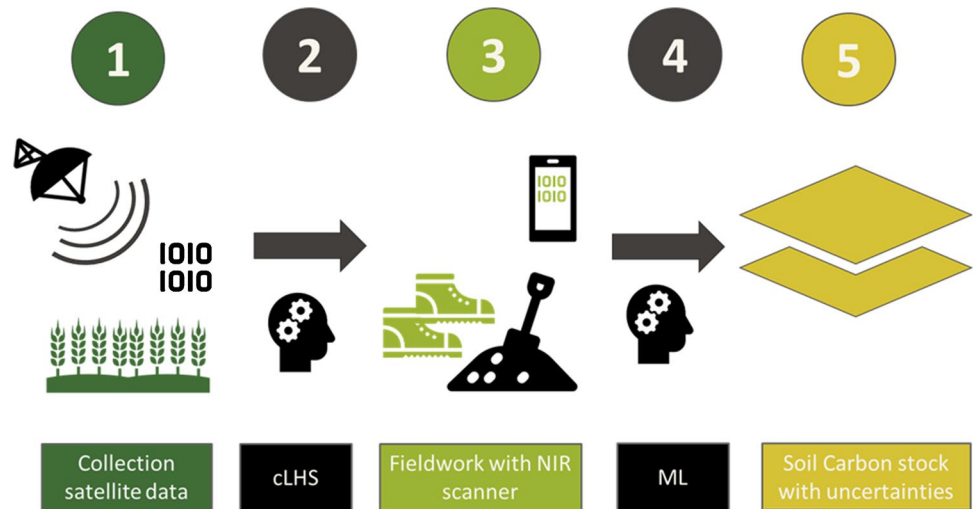 1
2
3
4
5
1010
1010
1010
1010
Collection
satellite data
cLHS
Fieldwork with NIR
scanner
ML
Soil Carbon stock
with uncertainties